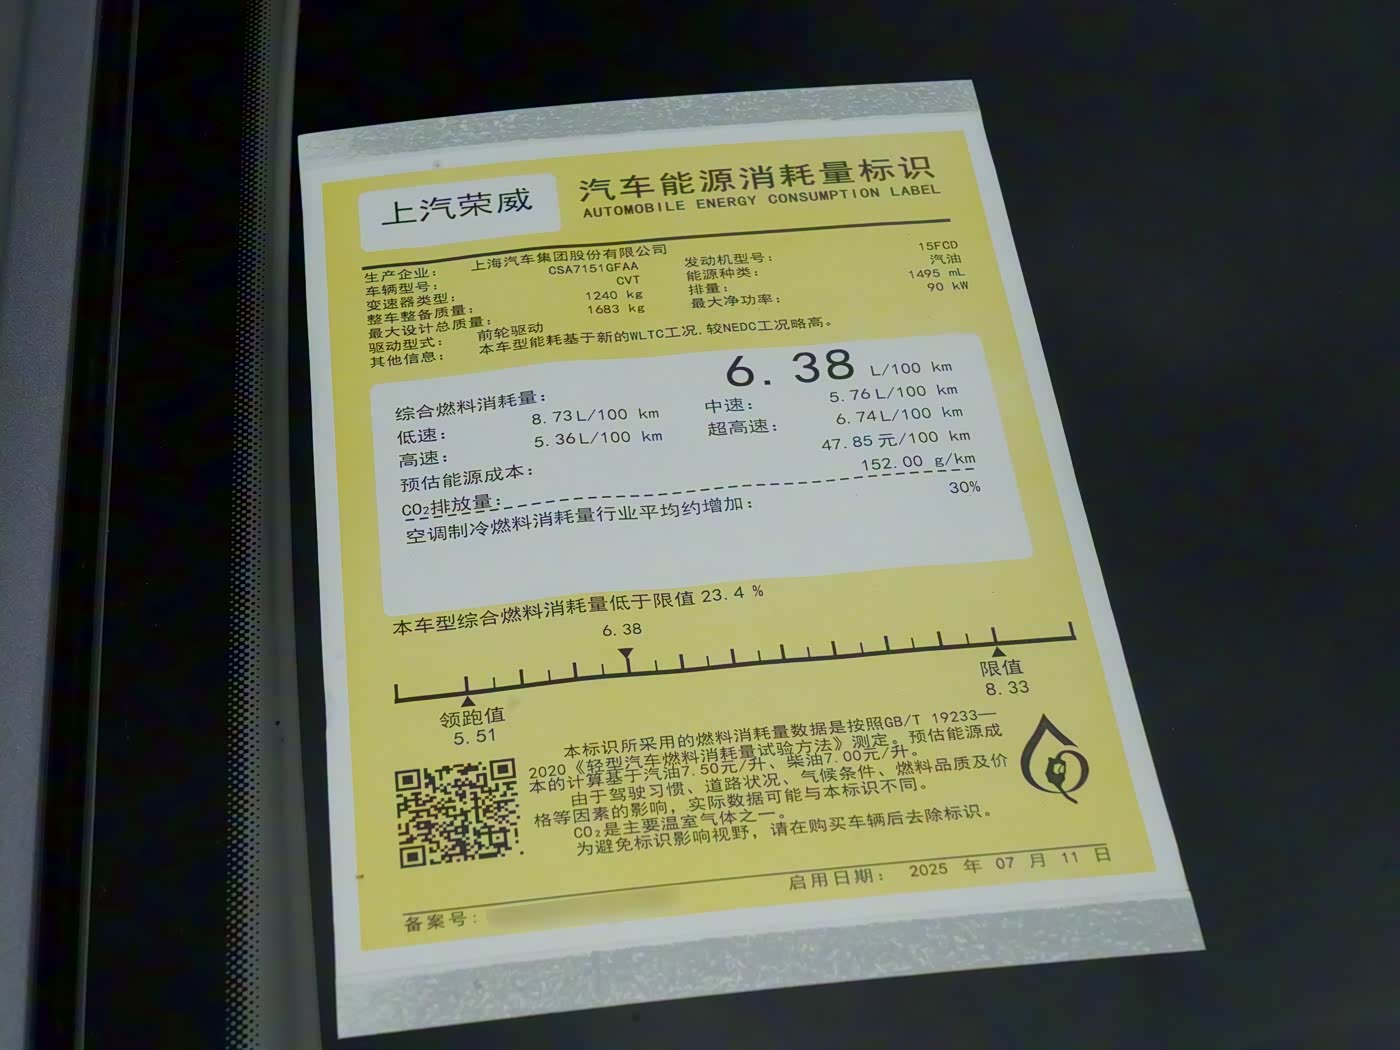 上汽荣威
汽车能源消耗量标识
AUTOMOBILE ENERGY CONSUMPTION LABEL
生产企业： 上海汽车集团股份有限公司
车辆型号： CSA7151GFAA 发动机型号： 15FCD
变速器类型： CVT 能源种类： 汽油
整车整备质量： 1240 kg 排量： 1495 mL
最大设计总质量： 1683 kg 最大净功率： 90 kW
驱动型式： 前轮驱动
其他信息： 本车型能耗基于新的WLTC工况,较NEDC工况略高。
综合燃料消耗量： 6.38 L/100 km
低速： 8.73L/100 km 中速： 5.76L/100 km
高速： 5.36L/100 km 超高速： 6.74L/100 km
预估能源成本： 47.85 元/100 km
CO₂排放量： 152.00 g/km
空调制冷燃料消耗量行业平均约增加： 30%
本车型综合燃料消耗量低于限值 23.4 %
6.38
领跑值
5.51
限值
8.33
本标识所采用的燃料消耗量数据是按照GB/T 19233—
2020《轻型汽车燃料消耗量试验方法》测定。预估能源成
本的计算基于汽油7.50元/升、柴油7.00元/升。
由于驾驶习惯、道路状况、气候条件、燃料品质及价
格等因素的影响，实际数据可能与本标识不同。
CO₂是主要温室气体之一。
为避免标识影响视野，请在购买车辆后去除标识。
备案号：
启用日期： 2025 年 07 月 11 日